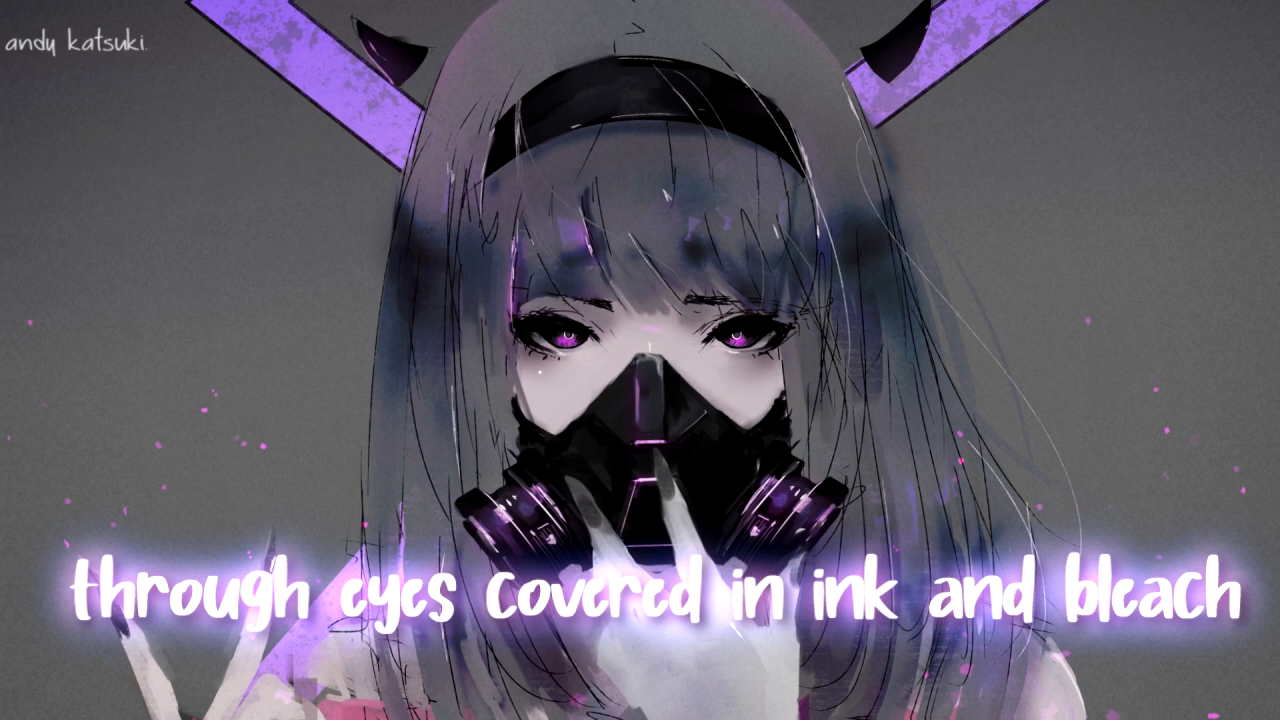 andy katsuki.
through eyes covered in ink and bleach